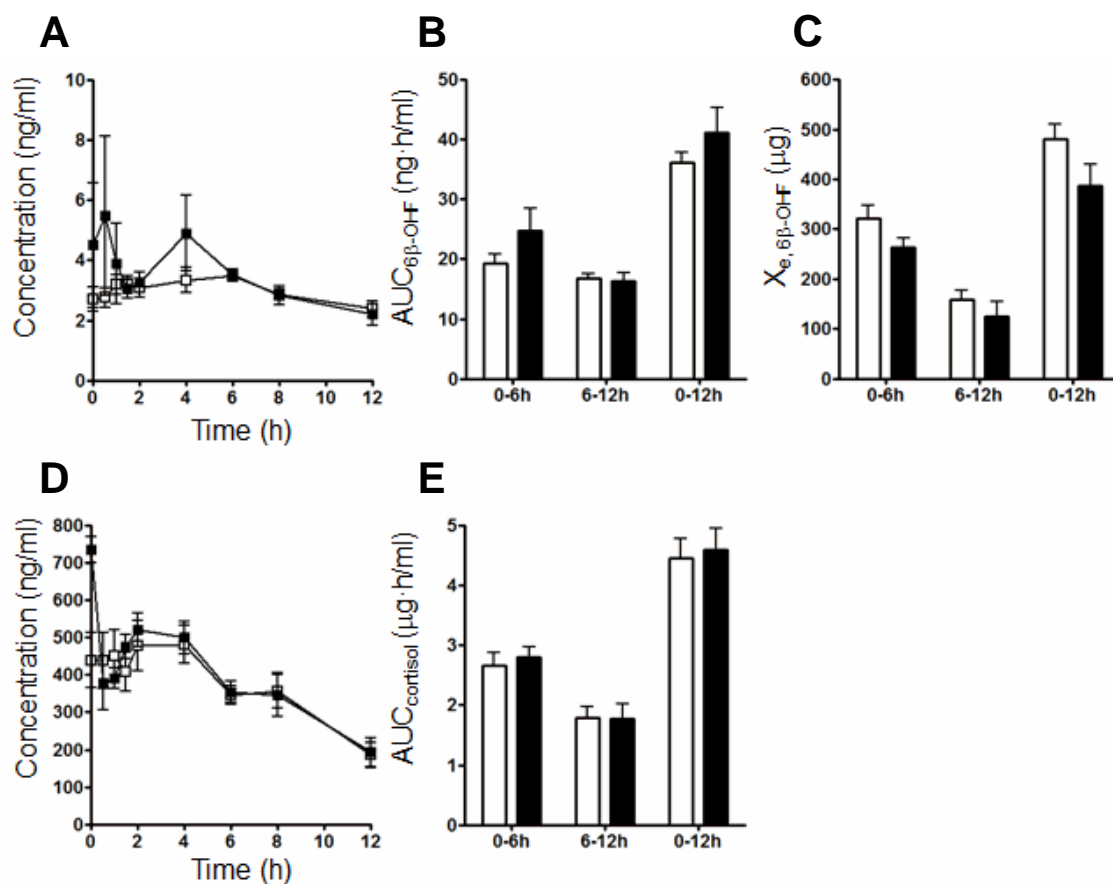 A
Concentration (ng/ml)
10
8
6
4
2
0
0 2 4 6 8 10 12
Time (h)
B
AUC6β-OHF (ng·h/ml)
50
40
30
20
10
0
0-6h 6-12h 0-12h
C
Xe,6β-OHF (μg)
600
500
400
300
200
100
0
0-6h 6-12h 0-12h
D
Concentration (ng/ml)
800
700
600
500
400
300
200
100
0
0 2 4 6 8 10 12
Time (h)
E
AUCcortisol (μg·h/ml)
5
4
3
2
1
0
0-6h 6-12h 0-12h